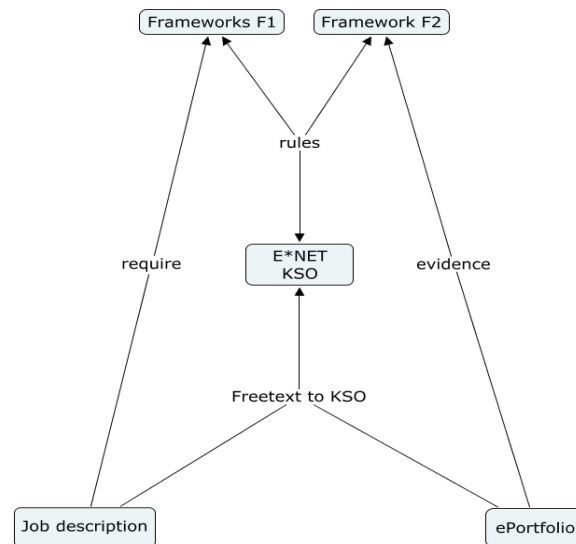 Frameworks F1
Framework F2
rules
E*NET
KSO
require
evidence
Freetext to KSO
Job description
ePortfolio